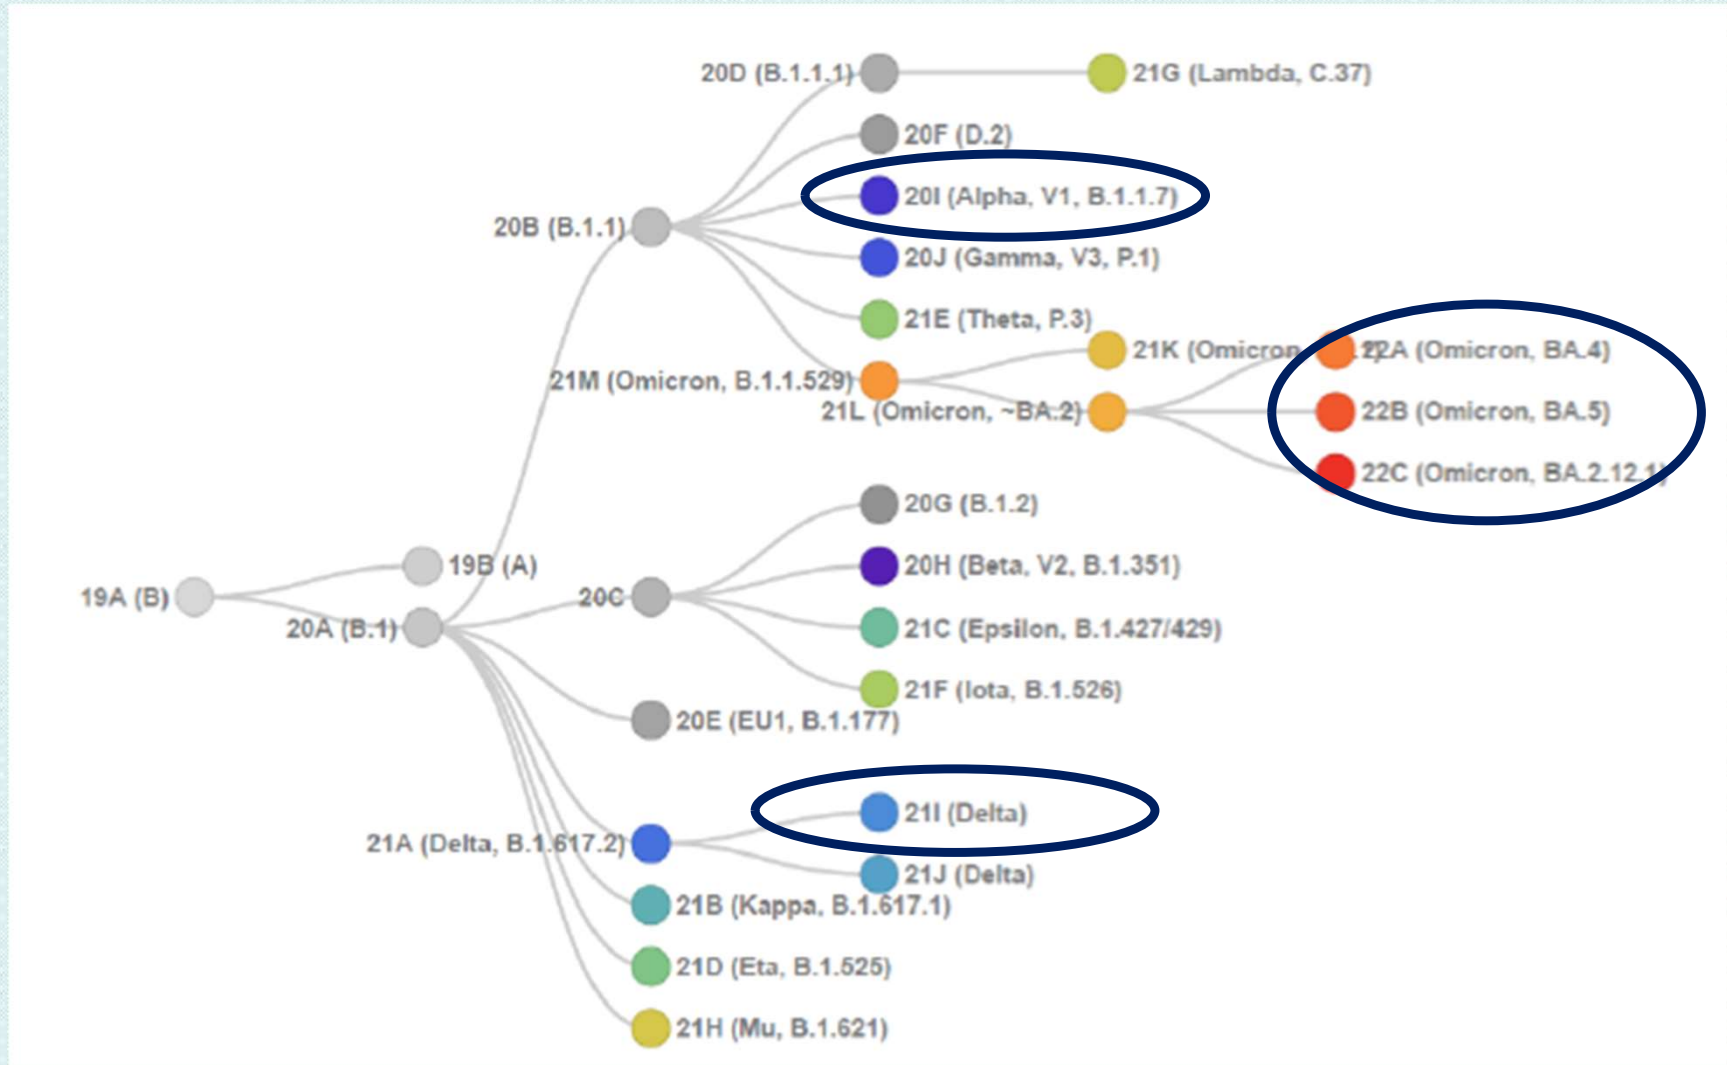 20D (B.1.1.1)
21G (Lambda, C.37)
20F (D.2)
20I (Alpha, V1, B.1.1.7)
20B (B.1.1)
20J (Gamma, V3, P.1)
21E (Theta, P.3)
21K (Omicron,
22A (Omicron, BA.4)
21M (Omicron, B.1.1.529)
21L (Omicron, ~BA.2)
22B (Omicron, BA.5)
22C (Omicron, BA.2.12.1)
20G (B.1.2)
19B (A)
20H (Beta, V2, B.1.351)
19A (B)
20C
20A (B.1)
21C (Epsilon, B.1.427/429)
21F (Iota, B.1.526)
20E (EU1, B.1.177)
21I (Delta)
21A (Delta, B.1.617.2)
21J (Delta)
21B (Kappa, B.1.617.1)
21D (Eta, B.1.525)
21H (Mu, B.1.621)